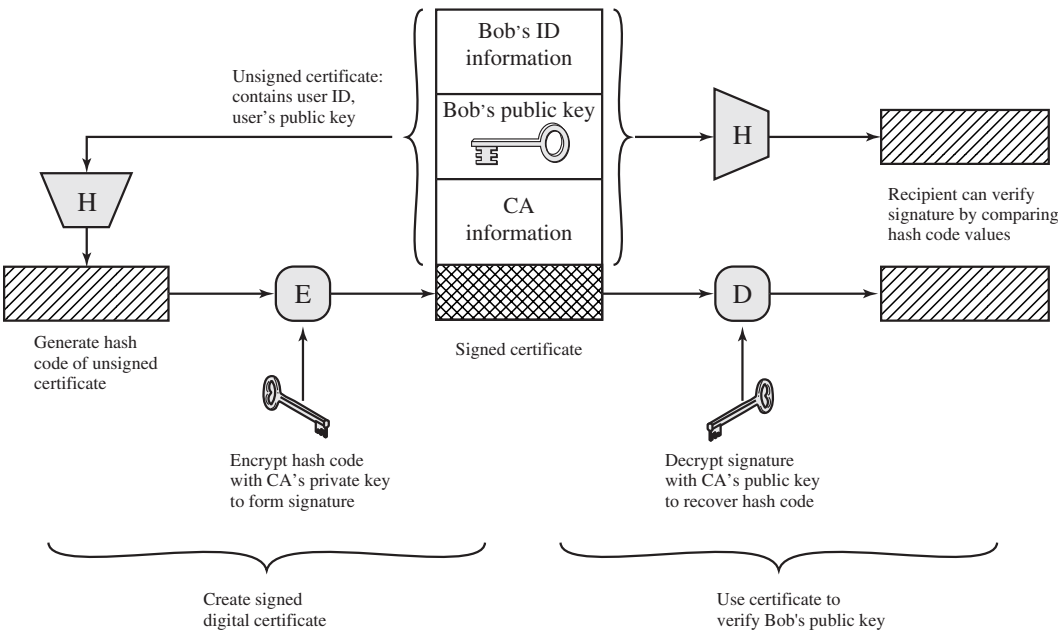 Bob's ID
information
Unsigned certificate:
contains user ID,
user's public key
Bob's public key
H
H
CA
information
Recipient can verify
signature by comparing
hash code values
E
D
Generate hash
code of unsigned
certificate
Signed certificate
Encrypt hash code
with CA's private key
to form signature
Decrypt signature
with CA's public key
to recover hash code
Create signed
digital certificate
Use certificate to
verify Bob's public key